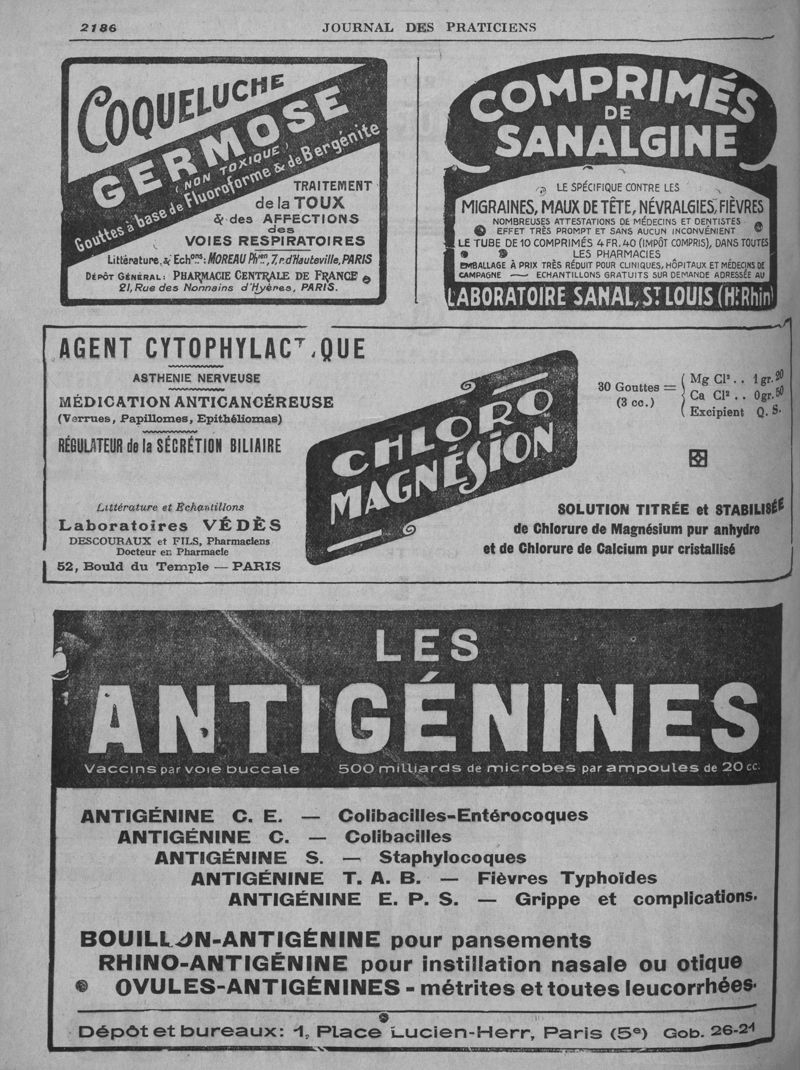 2186
JOURNAL DES PRATICIENS
COQUELUCHE
GERMOSE
(NON TOXIQUE)
Gouttes à base de Fluoroforme & de Bergénite
TRAITEMENT
de la TOUX
& des AFFECTIONS
des
VOIES RESPIRATOIRES
Littérature & Echons: MOREAU Phien, 7, r. d'Hauteville, PARIS
DÉPÔT GÉNÉRAL: PHARMACIE CENTRALE DE FRANCE
21, Rue des Nonnains d'Hyères, PARIS.
COMPRIMÉS
DE
SANALGINE
LE SPÉCIFIQUE CONTRE LES
MIGRAINES, MAUX DE TÊTE, NÉVRALGIES, FIÈVRES
NOMBREUSES ATTESTATIONS DE MÉDECINS ET DENTISTES
EFFET TRÈS PROMPT ET SANS AUCUN INCONVÉNIENT
LE TUBE DE 10 COMPRIMÉS 4 FR. 40 (IMPÔT COMPRIS), DANS TOUTES
LES PHARMACIES
EMBALLAGE À PRIX TRÈS RÉDUIT POUR CLINIQUES, HÔPITAUX ET MÉDECINS DE
CAMPAGNE — ECHANTILLONS GRATUITS SUR DEMANDE ADRESSÉE AU
LABORATOIRE SANAL, ST LOUIS (HT Rhin)
AGENT CYTOPHYLACTIQUE
ASTHENIE NERVEUSE
MÉDICATION ANTICANCÉREUSE
(Verrues, Papillomes, Epithéliomas)
RÉGULATEUR de la SÉCRÉTION BILIAIRE
Littérature et Echantillons
Laboratoires VÉDÈS
DESCOURAUX et FILS, Pharmaciens
Docteur en Pharmacie
52, Bould du Temple — PARIS
CHLORO
MAGNÉSION
30 Gouttes =
(3 cc.)
Mg Cl² . . 1gr.20
Ca Cl² . . 0gr.50
Excipient Q. S.
SOLUTION TITRÉE et STABILISÉE
de Chlorure de Magnésium pur anhydre
et de Chlorure de Calcium pur cristallisé
LES
ANTIGÉNINES
Vaccins par voie buccale 500 milliards de microbes par ampoules de 20 cc.
ANTIGÉNINE C. E. — Colibacilles-Entérocoques
ANTIGÉNINE C. — Colibacilles
ANTIGÉNINE S. — Staphylocoques
ANTIGÉNINE T. A. B. — Fièvres Typhoïdes
ANTIGÉNINE E. P. S. — Grippe et complications.
BOUILLON-ANTIGÉNINE pour pansements
RHINO-ANTIGÉNINE pour instillation nasale ou otique
OVULES-ANTIGÉNINES - métrites et toutes leucorrhées.
Dépôt et bureaux: 1, Place Lucien-Herr, Paris (5e) Gob. 26-21